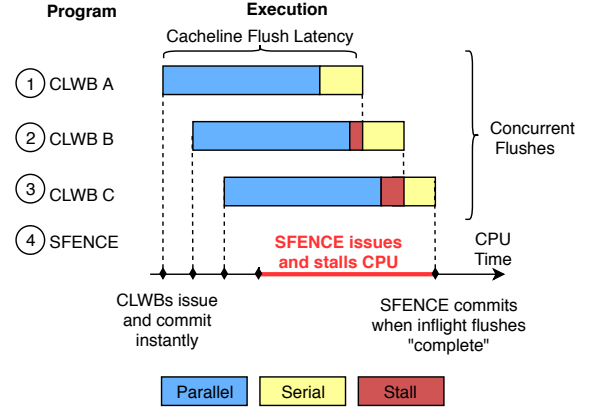 Program
Execution
Cacheline Flush Latency
1 CLWB A
2 CLWB B
3 CLWB C
4 SFENCE
Concurrent
Flushes
SFENCE issues
and stalls CPU
CPU
Time
CLWBs issue
and commit
instantly
SFENCE commits
when inflight flushes
"complete"
Parallel
Serial
Stall